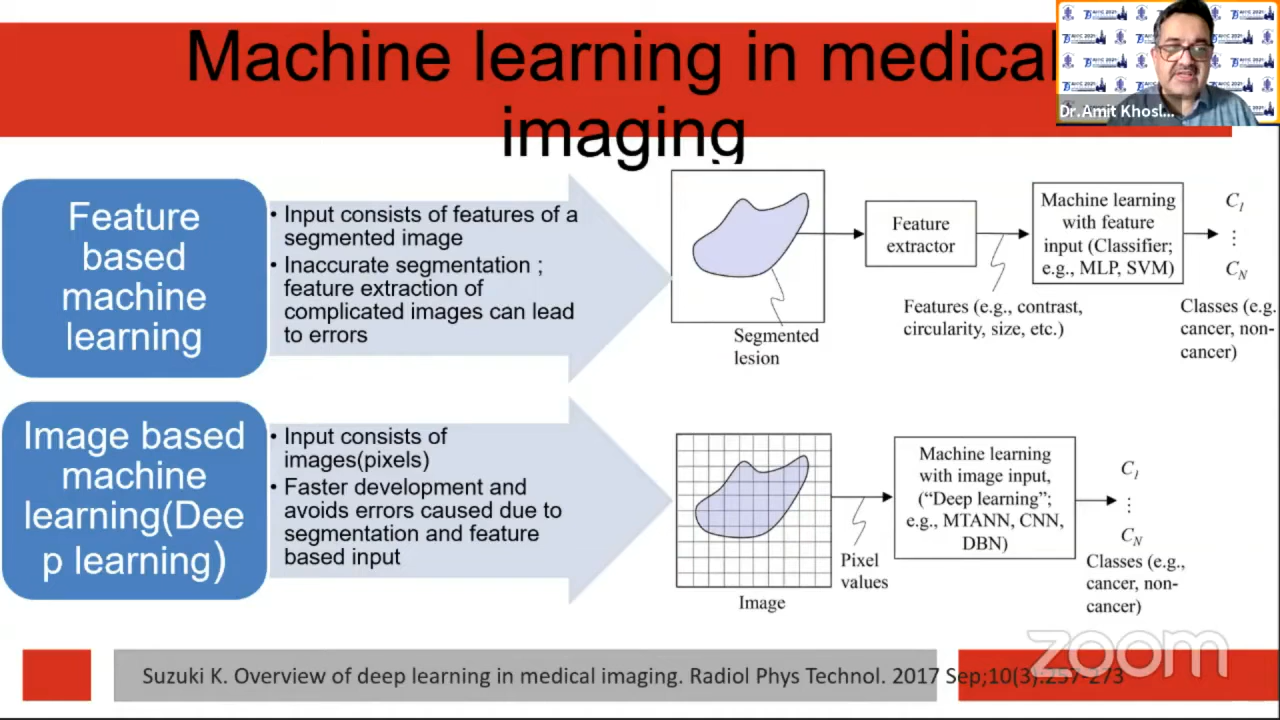 Machine learning in medical
imaging
Dr.Amit Khosl...
Feature
based
machine
learning
• Input consists of features of a
segmented image
• Inaccurate segmentation ;
feature extraction of
complicated images can lead
to errors
Segmented
lesion
Feature
extractor
Features (e.g., contrast,
circularity, size, etc.)
Machine learning
with feature
input (Classifier;
e.g., MLP, SVM)
C1
⋮
CN
Classes (e.g.
cancer, non-
cancer)
Image based
machine
learning(Dee
p learning)
• Input consists of
images(pixels)
• Faster development and
avoids errors caused due to
segmentation and feature
based input
Image
Pixel
values
Machine learning
with image input,
(“Deep learning”;
e.g., MTANN, CNN,
DBN)
C1
⋮
CN
Classes (e.g.,
cancer, non-
cancer)
zoom
Suzuki K. Overview of deep learning in medical imaging. Radiol Phys Technol. 2017 Sep;10(3):257-273